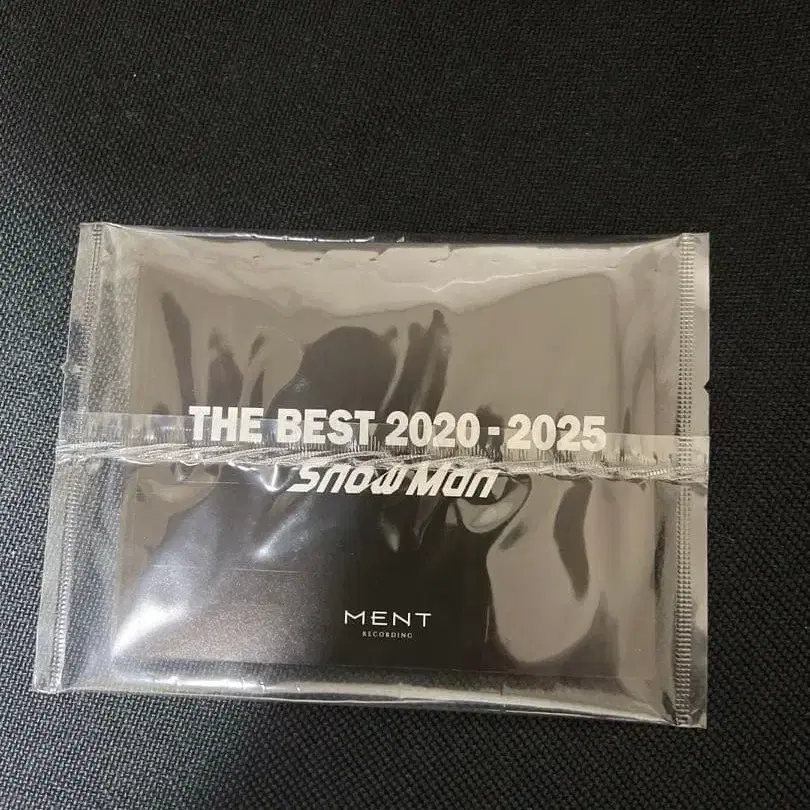 THE BEST 2020 - 2025
Snow Man
MENT
RECORDING